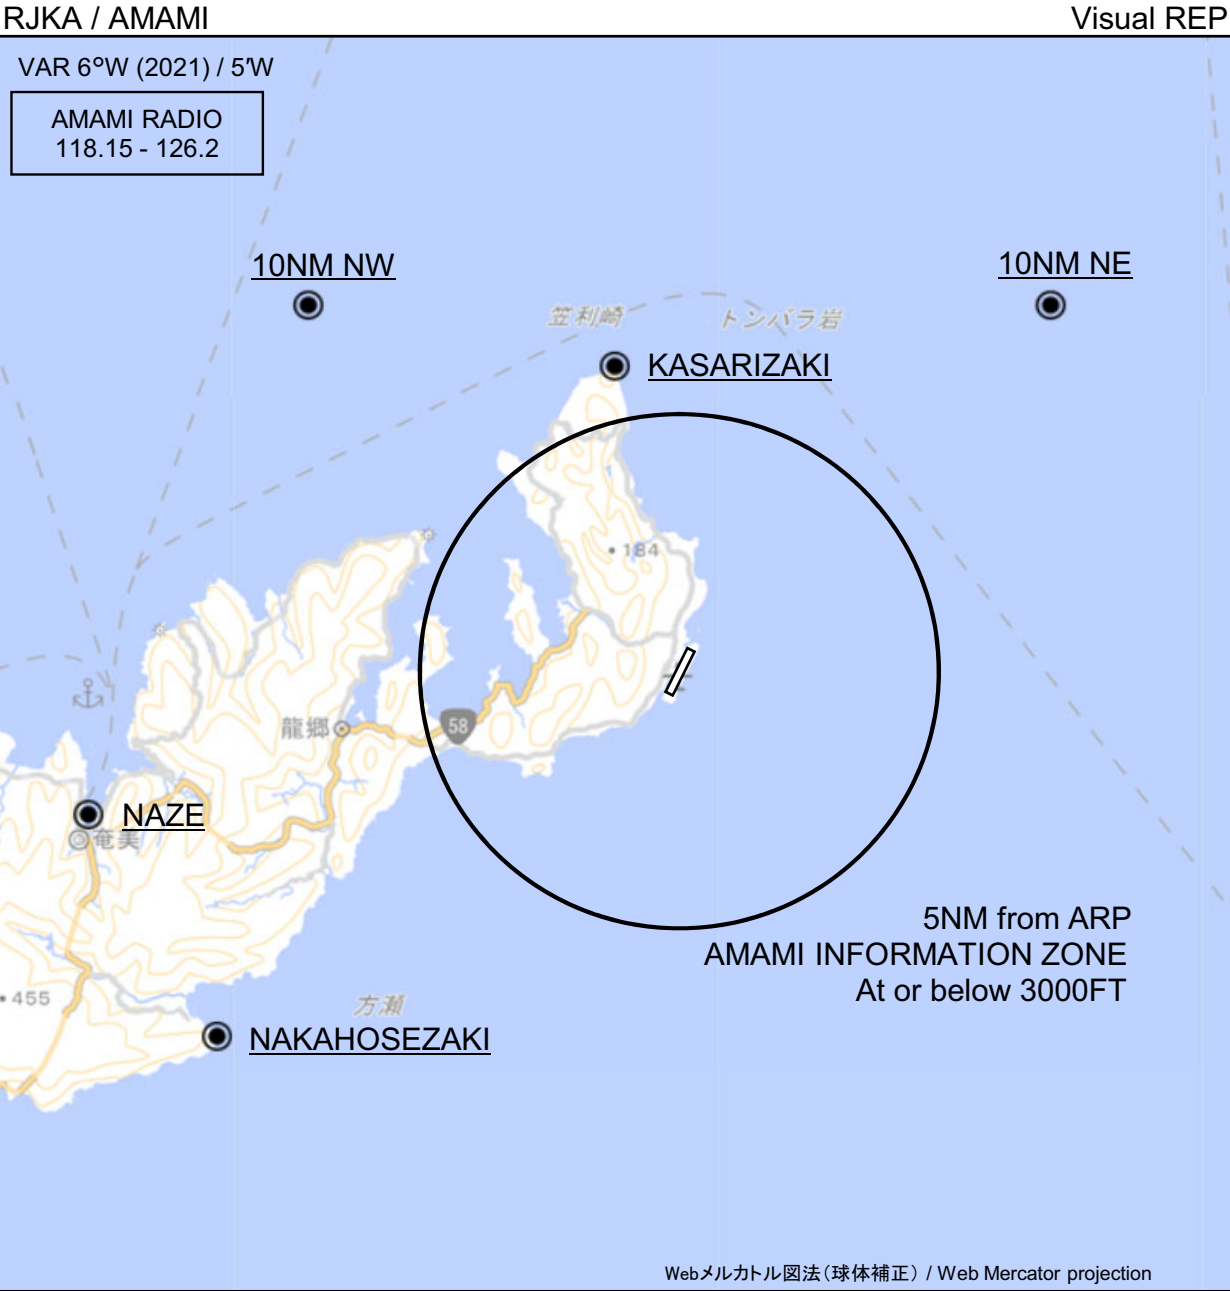 RJKA / AMAMI
Visual REP
VAR 6°W (2021) / 5'W
AMAMI RADIO
118.15 - 126.2
10NM NW
10NM NE
笠利崎
トンバラ岩
KASARIZAKI
184
龍郷
58
NAZE
奄美
5NM from ARP
AMAMI INFORMATION ZONE
At or below 3000FT
455
方瀬
NAKAHOSEZAKI
Webメルカトル図法（球体補正） / Web Mercator projection